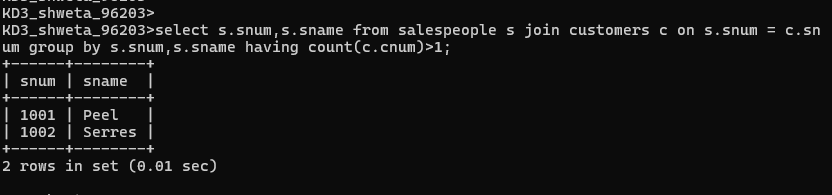 KD3_shweta_96203>
KD3_shweta_96203>select s.snum,s.sname from salespeople s join customers c on s.snum = c.sn
um group by s.snum,s.sname having count(c.cnum)>1;
+------+--------+
| snum | sname  |
+------+--------+
| 1001 | Peel   |
| 1002 | Serres |
+------+--------+
2 rows in set (0.01 sec)